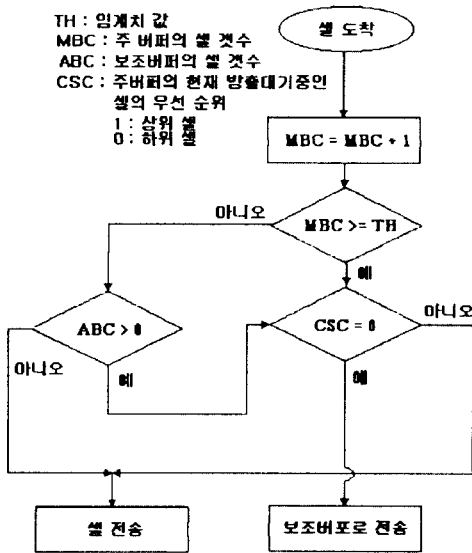 TH : 임계치 값
MBC : 주 버퍼의 셀 갯수
ABC : 보조버퍼의 셀 갯수
CSC : 주버퍼의 현재 방출대기중인
셀의 우선 순위
1 : 상위 셀
0 : 하위 셀
셀 도착
MBC = MBC + 1
아니오
MBC >= TH
예
ABC > 0
CSC = 0
아니오
아니오
예
예
셀 전송
보조버포로 전송